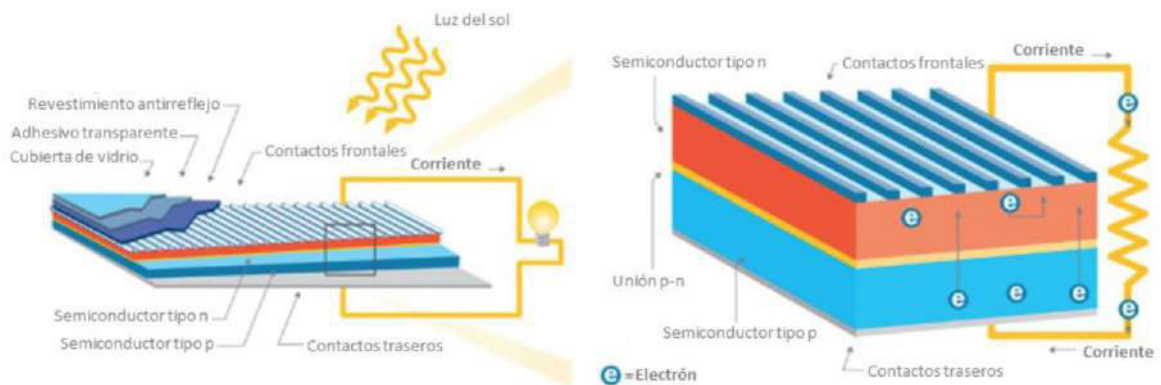 Luz del sol
Revestimiento antirreflejo
Adhesivo transparente
Cubierta de vidrio
Contactos frontales
Corriente →
Semiconductor tipo n
Semiconductor tipo p
Contactos traseros
Semiconductor tipo n
Contactos frontales
Corriente →
e
e
e
e
e
e
e
Unión p-n
Semiconductor tipo p
← Corriente
Contactos traseros
e =Electrón